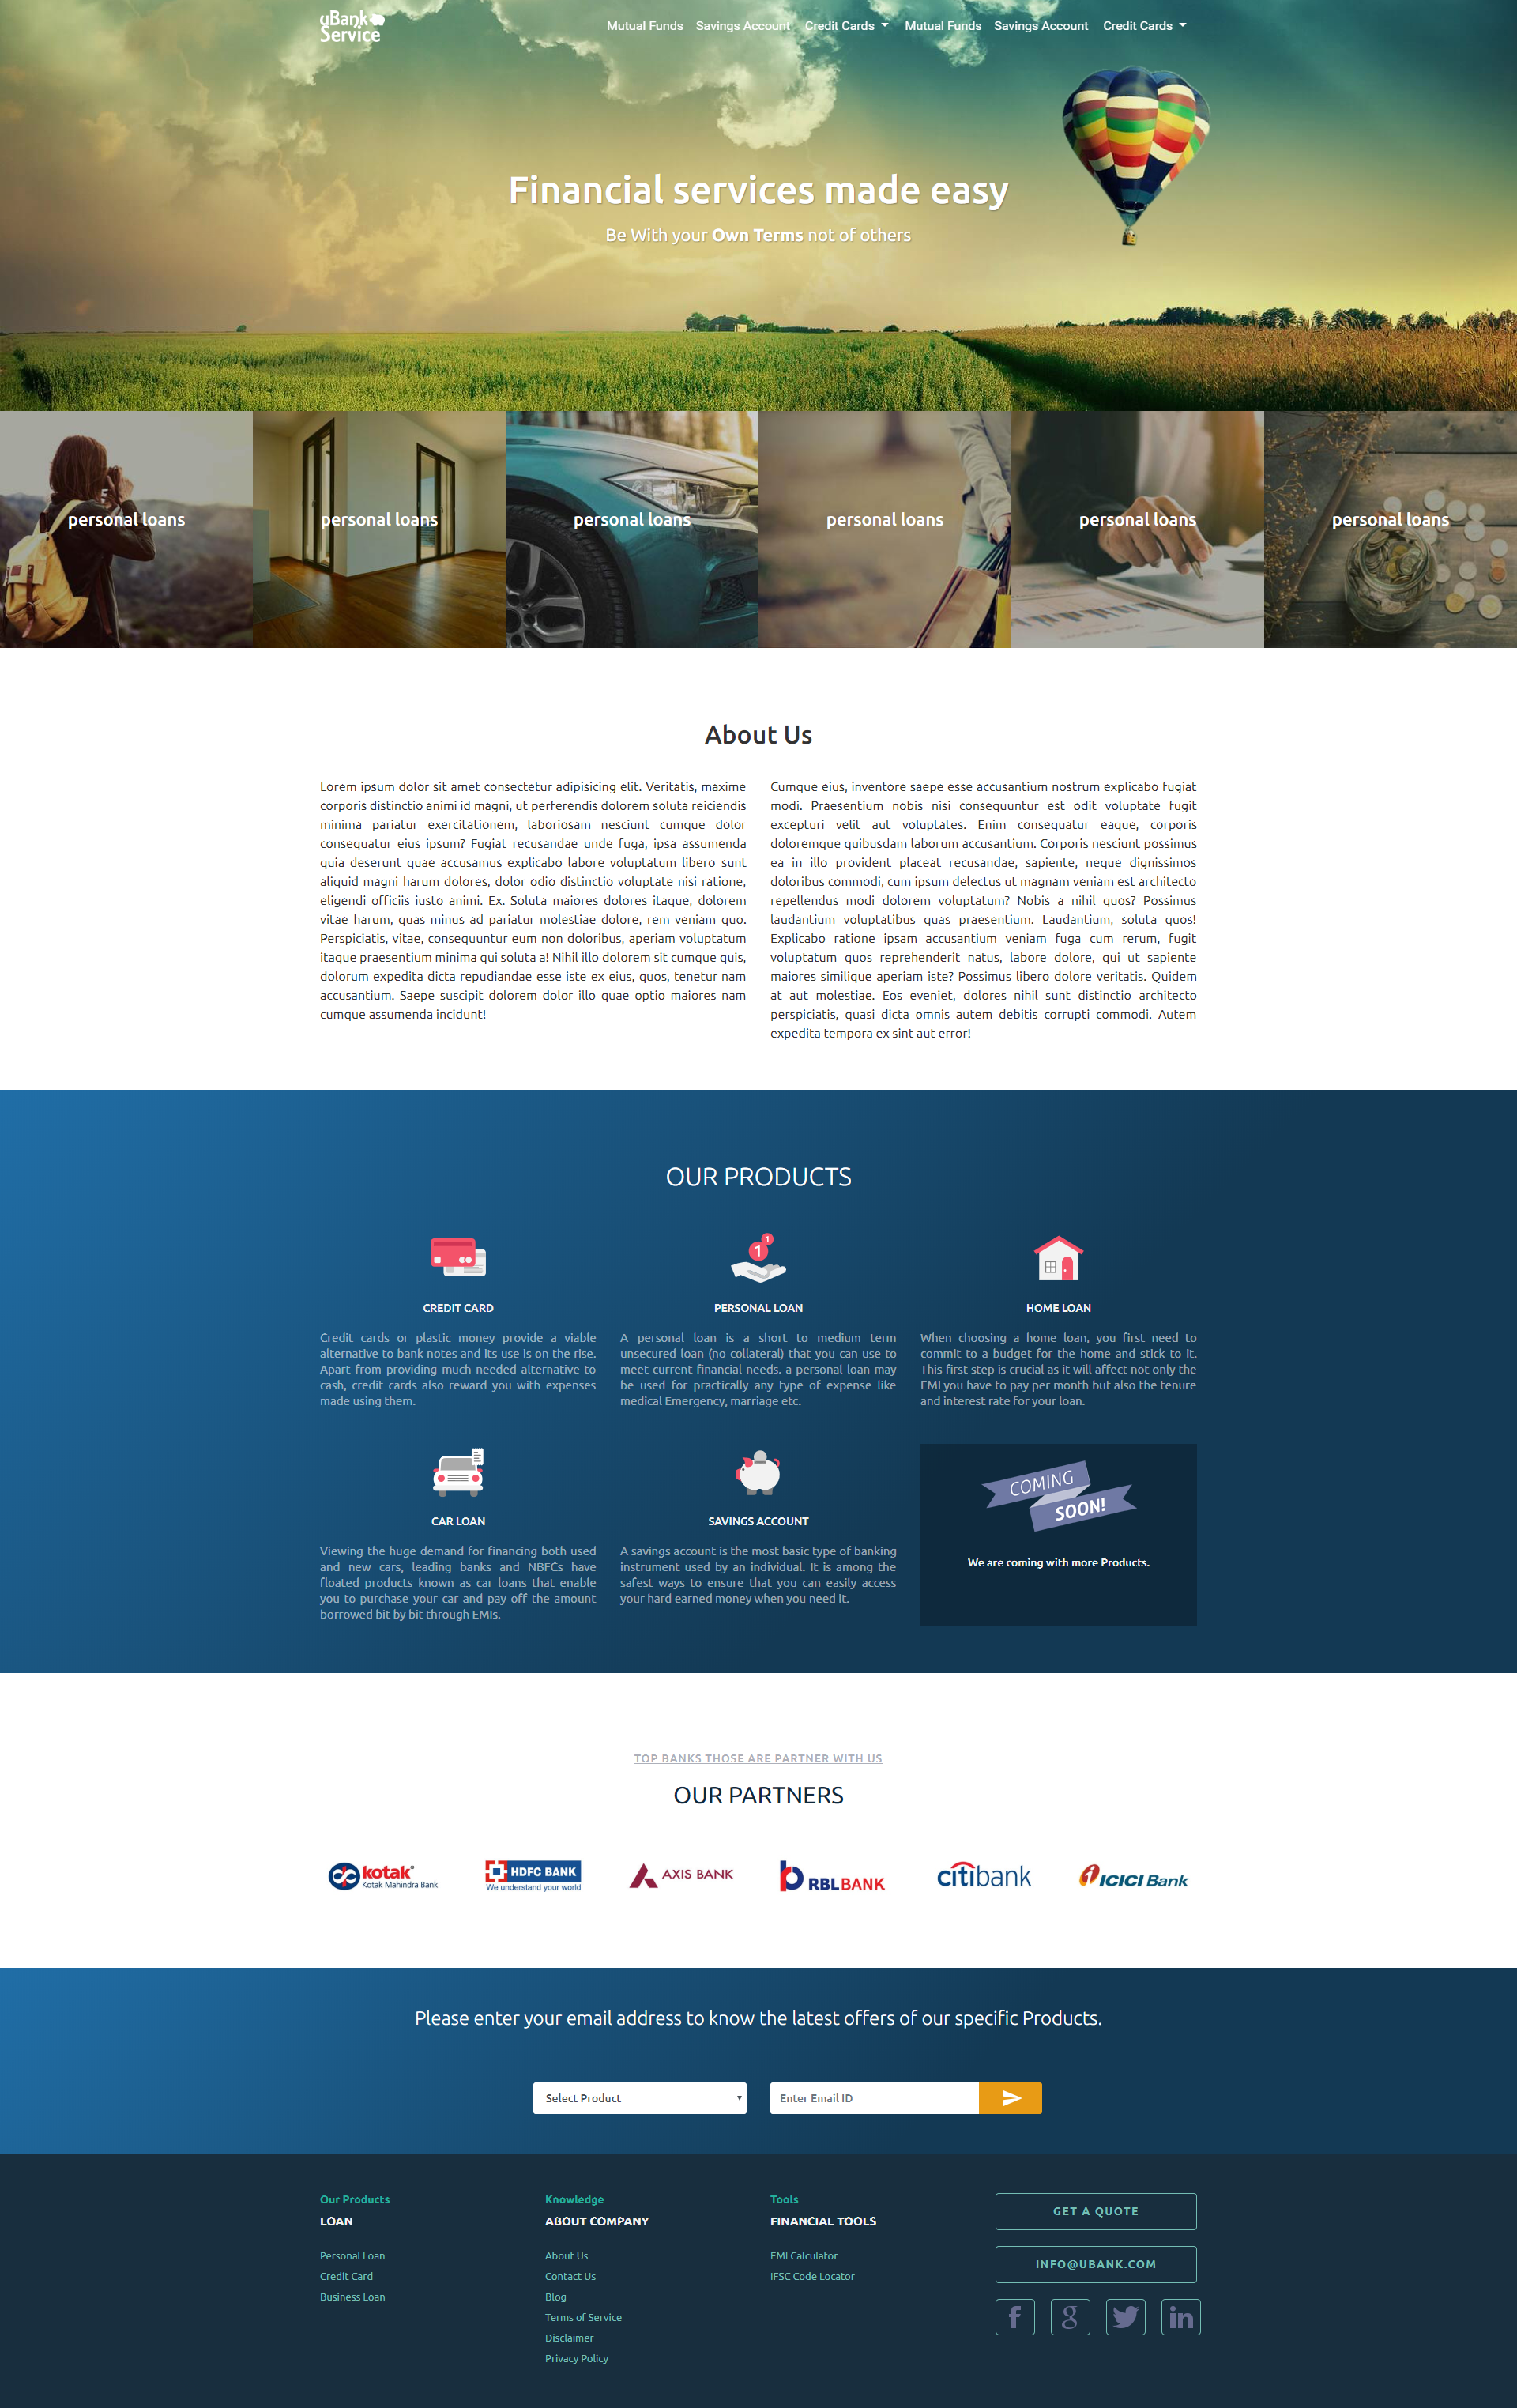 uBank
Service
Mutual Funds Savings Account Credit Cards Mutual Funds Savings Account Credit Cards
Financial services made easy
Be With your Own Terms not of others
personal loans personal loans personal loans personal loans personal loans personal loans
About Us
Lorem ipsum dolor sit amet consectetur adipisicing elit. Veritatis, maxime
corporis distinctio animi id magni, ut perferendis dolorem soluta reiciendis
minima pariatur exercitationem, laboriosam nesciunt cumque dolor
consequatur eius ipsum? Fugiat recusandae unde fuga, ipsa assumenda
quia deserunt quae accusamus explicabo labore voluptatum libero sunt
aliquid magni harum dolores, dolor odio distinctio voluptate nisi ratione,
eligendi officiis iusto animi. Ex. Soluta maiores dolores itaque, dolorem
vitae harum, quas minus ad pariatur molestiae dolore, rem veniam quo.
Perspiciatis, vitae, consequuntur eum non doloribus, aperiam voluptatum
itaque praesentium minima qui soluta a! Nihil illo dolorem sit cumque quis,
dolorum expedita dicta repudiandae esse iste ex eius, quos, tenetur nam
accusantium. Saepe suscipit dolorem dolor illo quae optio maiores nam
cumque assumenda incidunt!
Cumque eius, inventore saepe esse accusantium nostrum explicabo fugiat
modi. Praesentium nobis nisi consequuntur est odit voluptate fugit
excepturi velit aut voluptates. Enim consequatur eaque, corporis
doloremque quibusdam laborum accusantium. Corporis nesciunt possimus
ea in illo provident placeat recusandae, sapiente, neque dignissimos
doloribus commodi, cum ipsum delectus ut magnam veniam est architecto
repellendus modi dolorem voluptatum? Nobis a nihil quos? Possimus
laudantium voluptatibus quas praesentium. Laudantium, soluta quos!
Explicabo ratione ipsam accusantium veniam fuga cum rerum, fugit
voluptatum quos reprehenderit natus, labore dolore, qui ut sapiente
maiores similique aperiam iste? Possimus libero dolore veritatis. Quidem
at aut molestiae. Eos eveniet, dolores nihil sunt distinctio architecto
perspiciatis, quasi dicta omnis autem debitis corrupti commodi. Autem
expedita tempora ex sint aut error!
OUR PRODUCTS
1 1
CREDIT CARD
Credit cards or plastic money provide a viable
alternative to bank notes and its use is on the rise.
Apart from providing much needed alternative to
cash, credit cards also reward you with expenses
made using them.
PERSONAL LOAN
A personal loan is a short to medium term
unsecured loan (no collateral) that you can use to
meet current financial needs. a personal loan may
be used for practically any type of expense like
medical Emergency, marriage etc.
HOME LOAN
When choosing a home loan, you first need to
commit to a budget for the home and stick to it.
This first step is crucial as it will affect not only the
EMI you have to pay per month but also the tenure
and interest rate for your loan.
CAR LOAN
Viewing the huge demand for financing both used
and new cars, leading banks and NBFCs have
floated products known as car loans that enable
you to purchase your car and pay off the amount
borrowed bit by bit through EMIs.
SAVINGS ACCOUNT
A savings account is the most basic type of banking
instrument used by an individual. It is among the
safest ways to ensure that you can easily access
your hard earned money when you need it.
COMING
SOON!
We are coming with more Products.
TOP BANKS THOSE ARE PARTNER WITH US
OUR PARTNERS
kotak
Kotak Mahindra Bank
HDFC BANK
We understand your world
AXIS BANK
RBL BANK
citibank
ICICI Bank
Please enter your email address to know the latest offers of our specific Products.
Select Product
Enter Email ID
Our Products
LOAN
Personal Loan
Credit Card
Business Loan
Knowledge
ABOUT COMPANY
About Us
Contact Us
Blog
Terms of Service
Disclaimer
Privacy Policy
Tools
FINANCIAL TOOLS
EMI Calculator
IFSC Code Locator
GET A QUOTE
INFO@UBANK.COM
f g in